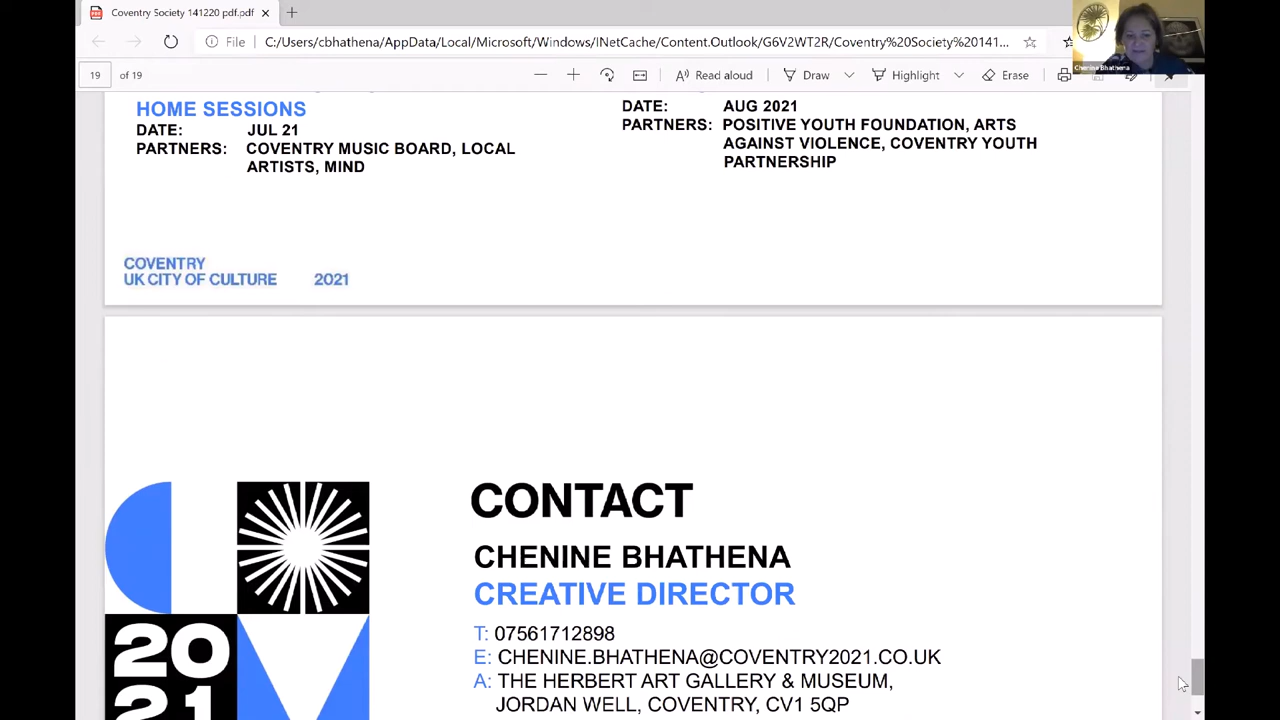 Coventry Society 141220 pdf.pdf
File C:/Users/cbhathena/AppData/Local/Microsoft/Windows/INetCache/Content.Outlook/G6V2WT2R/Coventry%20Society%20141...
19 of 19
Read aloud Draw Highlight Erase
Chenine Bhathena
HOME SESSIONS
DATE: JUL 21
PARTNERS: COVENTRY MUSIC BOARD, LOCAL
ARTISTS, MIND
DATE: AUG 2021
PARTNERS: POSITIVE YOUTH FOUNDATION, ARTS
AGAINST VIOLENCE, COVENTRY YOUTH
PARTNERSHIP
COVENTRY
UK CITY OF CULTURE 2021
CONTACT
CHENINE BHATHENA
CREATIVE DIRECTOR
T: 07561712898
E: CHENINE.BHATHENA@COVENTRY2021.CO.UK
A: THE HERBERT ART GALLERY & MUSEUM,
JORDAN WELL, COVENTRY, CV1 5QP
20
21